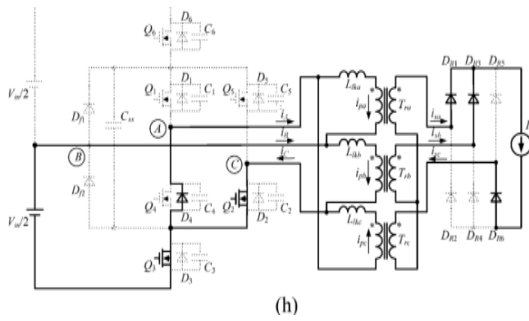 D6
Q6
C6
D1
Q1
C1
D5
Q5
C5
Vin/2
Df1
Css
A
B
C
iA
iB
iC
Df2
Q4
D4
C4
Q2
D2
C2
Vin/2
Q3
D3
C3
Llka
ipa
Tra
isa
Llkb
ipb
Trb
isb
Llkc
ipc
Trc
isc
DR1
DR3
DR5
DR2
DR4
DR6
(h)